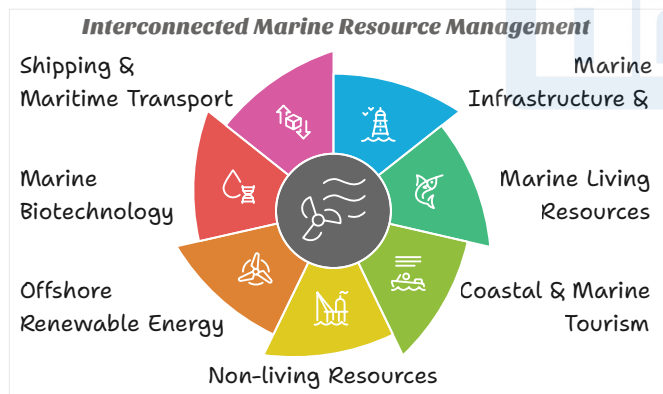 Interconnected Marine Resource Management
Shipping &
Maritime Transport
Marine
Infrastructure &
Marine
Biotechnology
Marine Living
Resources
Offshore
Renewable Energy
Coastal & Marine
Tourism
Non-living Resources